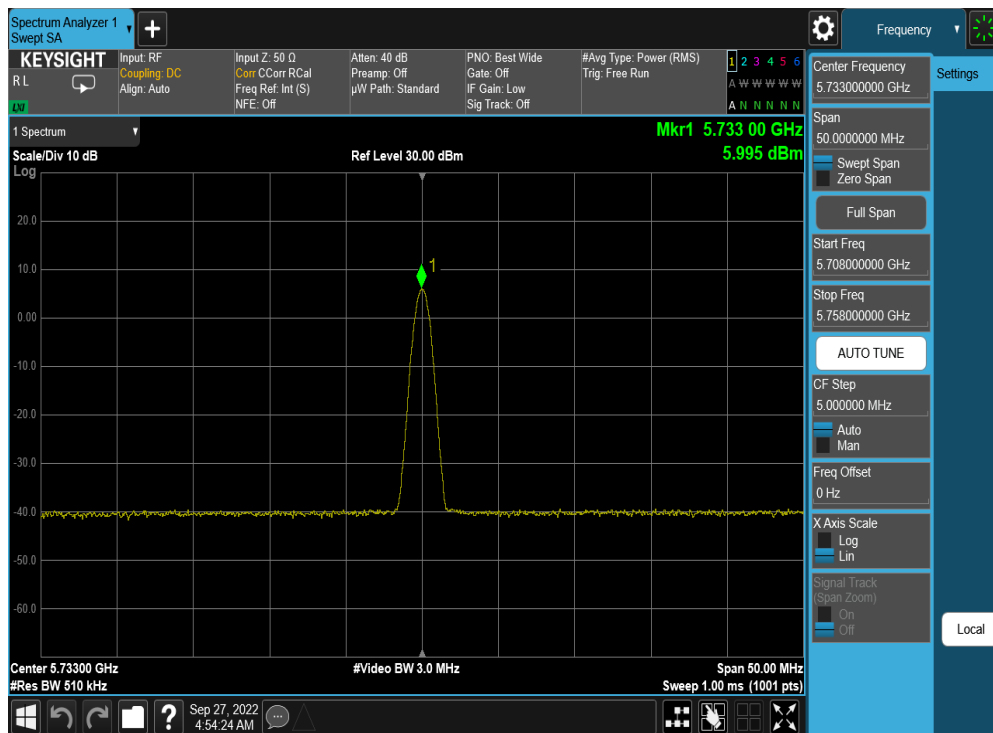 Spectrum Analyzer 1
Swept SA
+
Frequency
KEYSIGHT
R L
LNI
Input: RF
Coupling: DC
Align: Auto
Input Z: 50 Ω
Corr CCorr RCal
Freq Ref: Int (S)
NFE: Off
Atten: 40 dB
Preamp: Off
µW Path: Standard
PNO: Best Wide
Gate: Off
IF Gain: Low
Sig Track: Off
#Avg Type: Power (RMS)
Trig: Free Run
1 2 3 4 5 6
A W W W W W
A N N N N N
1 Spectrum
Scale/Div 10 dB
Log
Ref Level 30.00 dBm
Mkr1 5.733 00 GHz
5.995 dBm
1
20.0
10.0
0.00
-10.0
-20.0
-30.0
-40.0
-50.0
-60.0
Center 5.73300 GHz
#Res BW 510 kHz
#Video BW 3.0 MHz
Span 50.00 MHz
Sweep 1.00 ms (1001 pts)
?
Sep 27, 2022
4:54:24 AM
Center Frequency
5.733000000 GHz
Span
50.0000000 MHz
Swept Span
Zero Span
Full Span
Start Freq
5.708000000 GHz
Stop Freq
5.758000000 GHz
AUTO TUNE
CF Step
5.000000 MHz
Auto
Man
Freq Offset
0 Hz
X Axis Scale
Log
Lin
Signal Track
(Span Zoom)
On
Off
Settings
Local